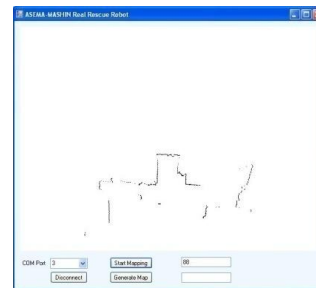 ASEMA-MASHIN Real Rescue Robot
COM Port: 3 Start Mapping 88
Disconnect Generate Map